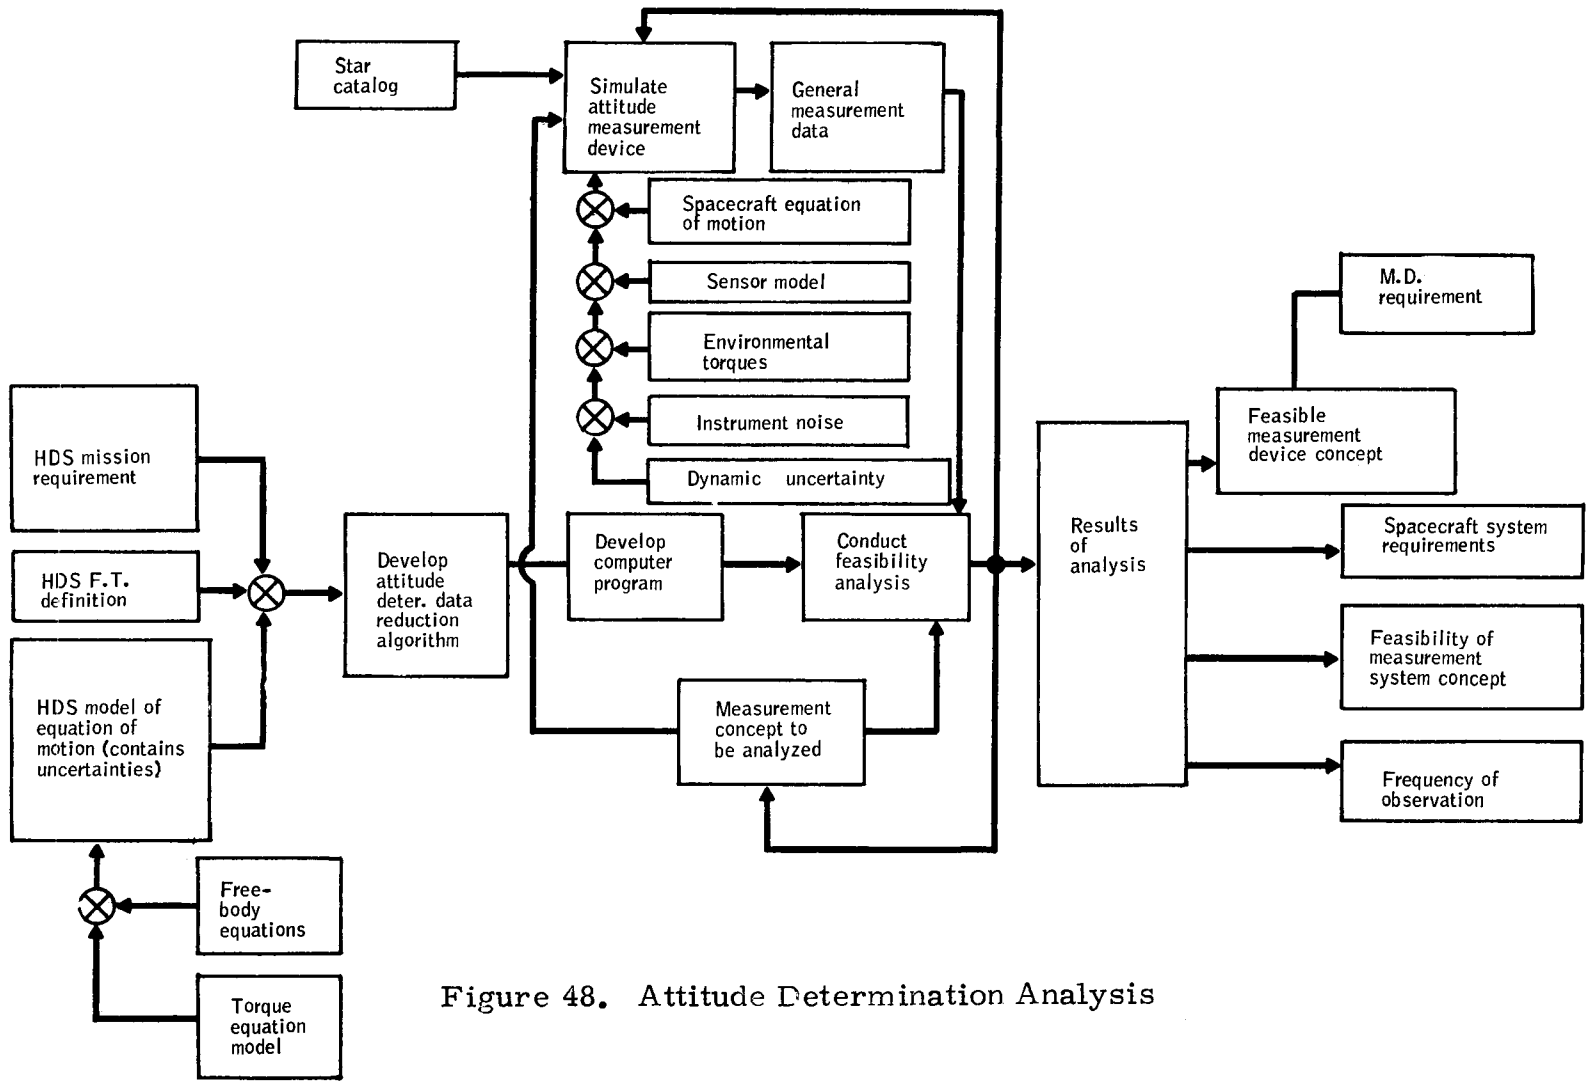 Star
catalog
Simulate
attitude
measurement
device
General
measurement
data
Spacecraft equation
of motion
Sensor model
Environmental
torques
Instrument noise
Dynamic uncertainty
M.D.
requirement
Feasible
measurement
device concept
HDS mission
requirement
HDS F.T.
definition
HDS model of
equation of
motion (contains
uncertainties)
Develop
attitude
deter. data
reduction
algorithm
Develop
computer
program
Conduct
feasibility
analysis
Results
of
analysis
Spacecraft system
requirements
Feasibility of
measurement
system concept
Measurement
concept to
be analyzed
Frequency of
observation
Free-
body
equations
Torque
equation
model
Figure 48. Attitude Determination Analysis